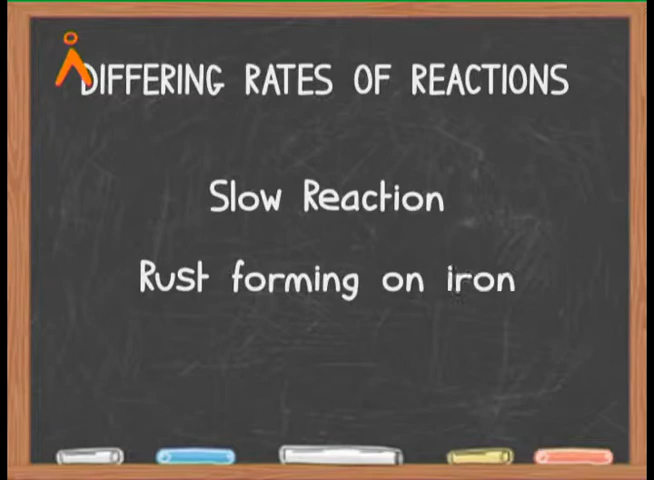 DIFFERING RATES OF REACTIONS
Slow Reaction
Rust forming on iron